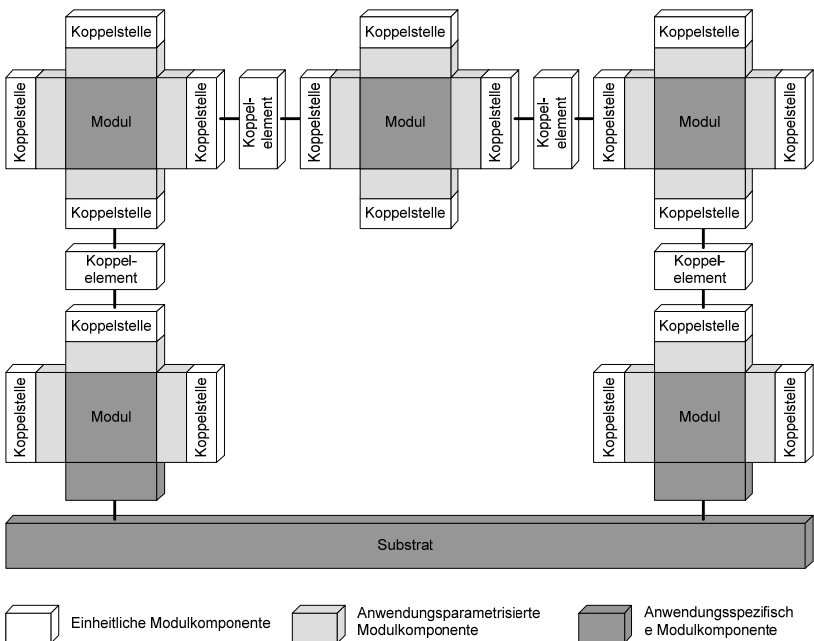 Koppelstelle
Koppelstelle
Koppelstelle
Koppelstelle
Modul
Koppelstelle
Koppel-
element
Koppelstelle
Modul
Koppelstelle
Koppel-
element
Koppelstelle
Modul
Koppelstelle
Koppelstelle
Koppelstelle
Koppelstelle
Koppel-
element
Koppel-
element
Koppelstelle
Koppelstelle
Koppelstelle
Modul
Koppelstelle
Koppelstelle
Modul
Koppelstelle
Substrat
Einheitliche Modulkomponente
Anwendungsparametrisierte
Modulkomponente
Anwendungsspezifisch
e Modulkomponente